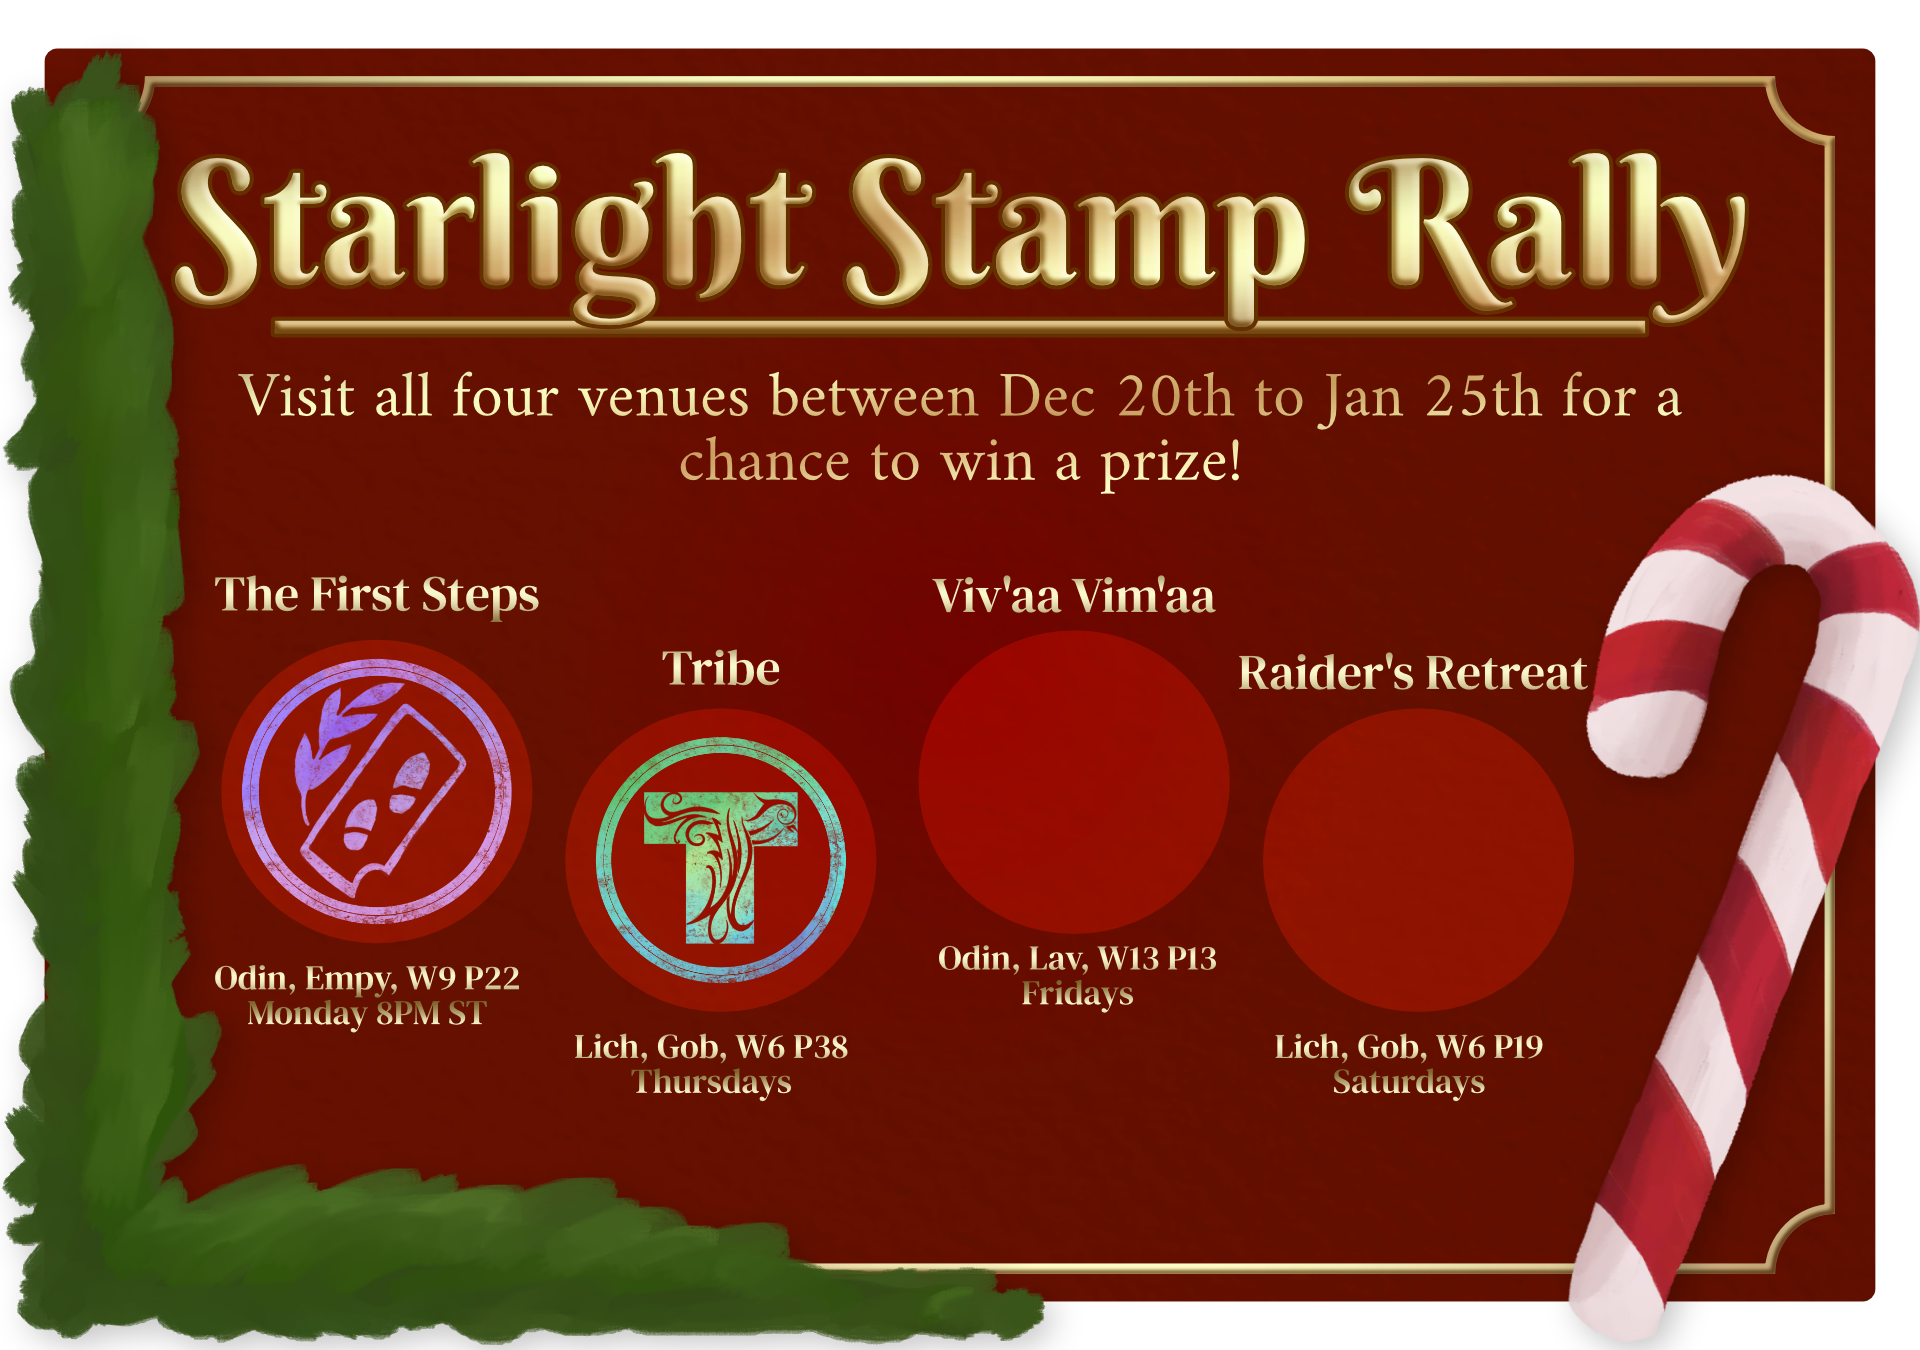 Starlight Stamp Rally
Visit all four venues between Dec 20th to Jan 25th for a
chance to win a prize!
The First Steps
Odin, Empy, W9 P22
Monday 8PM ST
Tribe
T
Lich, Gob, W6 P38
Thursdays
Viv'aa Vim'aa
Odin, Lav, W13 P13
Fridays
Raider's Retreat
Lich, Gob, W6 P19
Saturdays